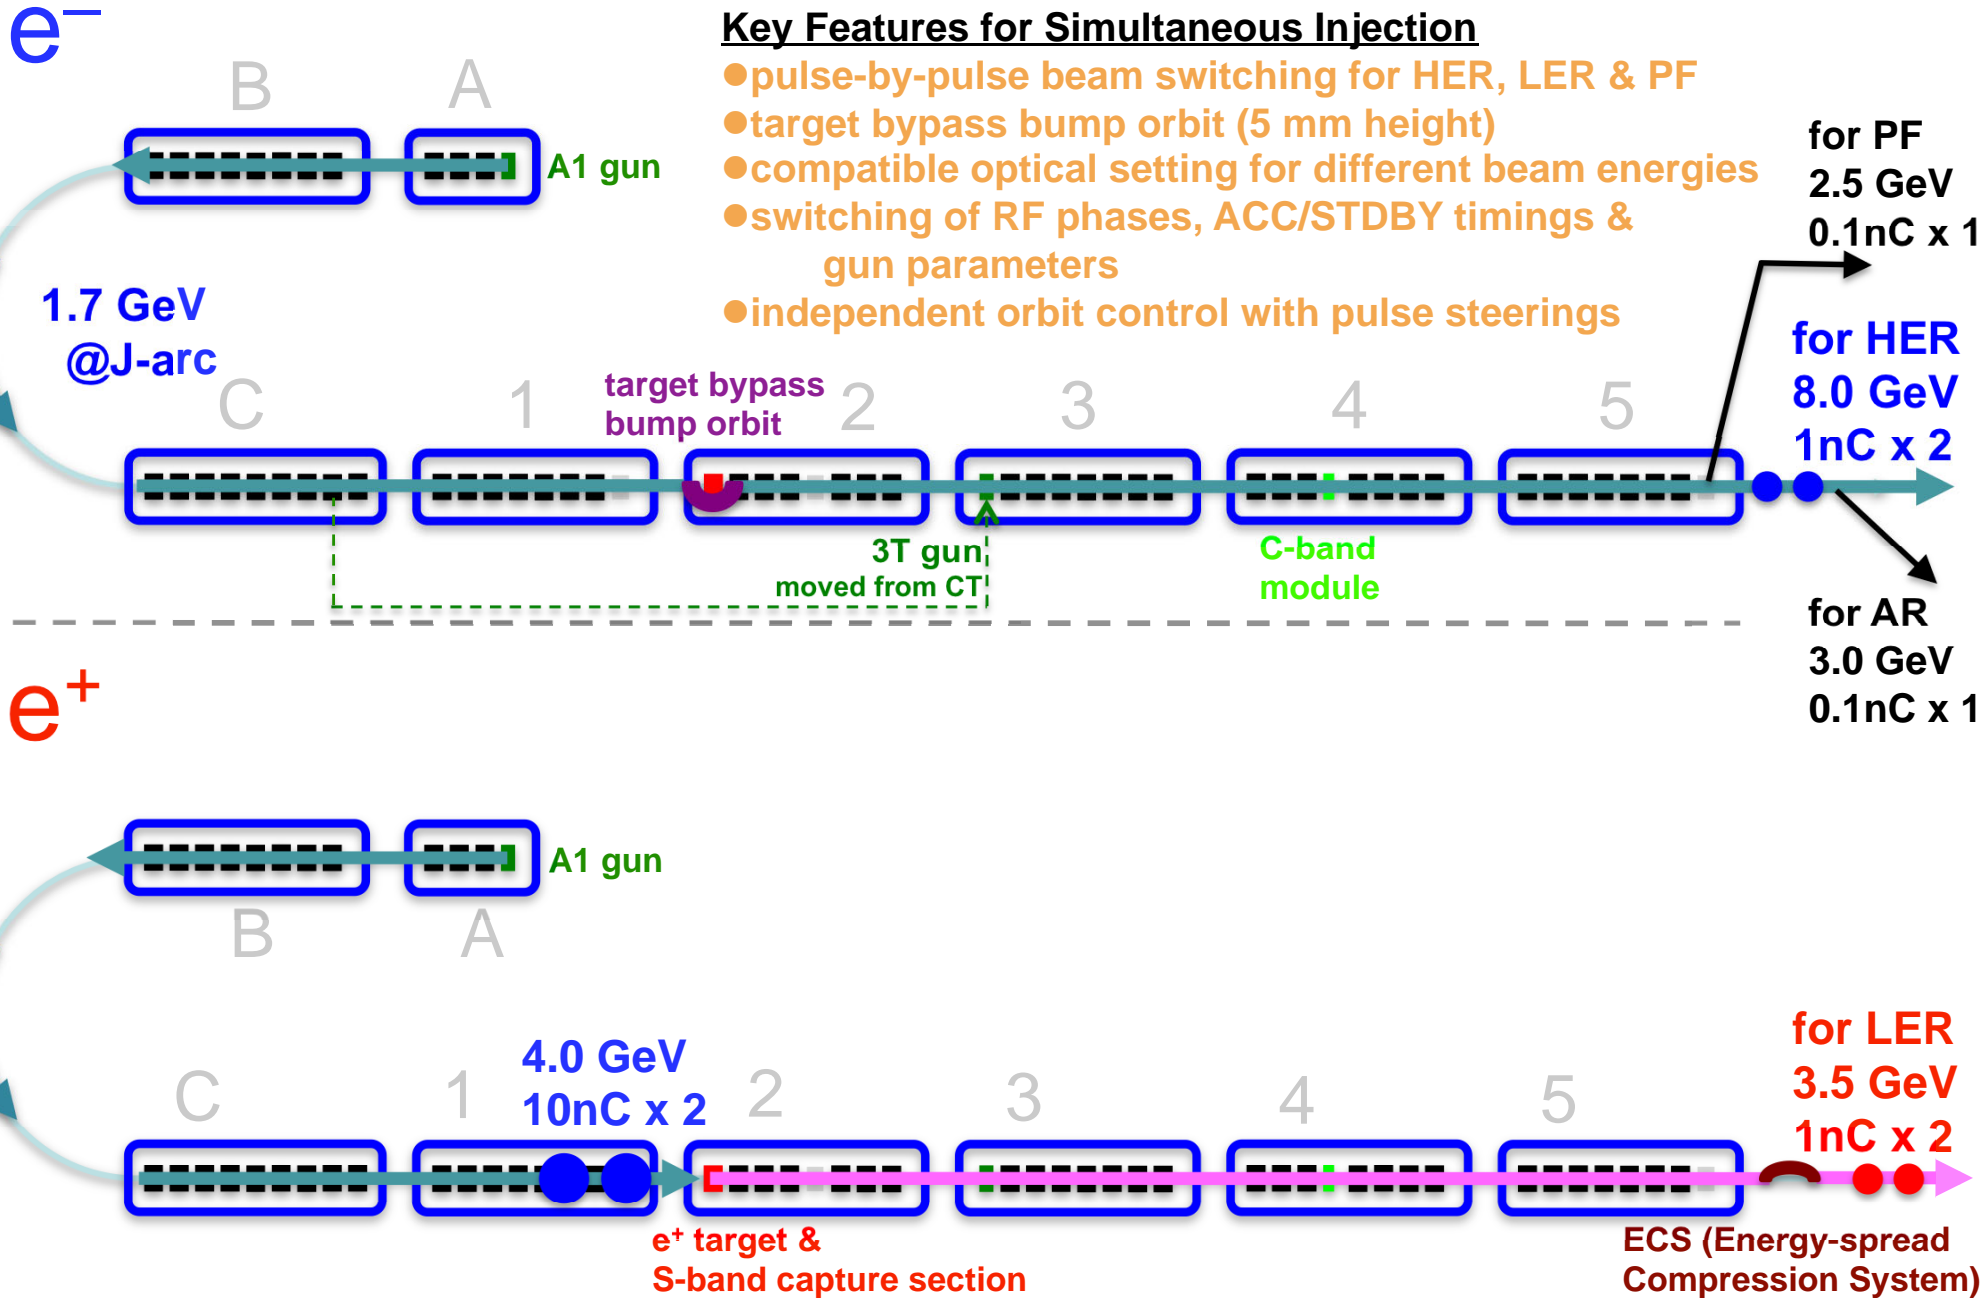 e⁻
Key Features for Simultaneous Injection
●pulse-by-pulse beam switching for HER, LER & PF
●target bypass bump orbit (5 mm height)
●compatible optical setting for different beam energies
●switching of RF phases, ACC/STDBY timings &
gun parameters
●independent orbit control with pulse steerings
B
A
A1 gun
for PF
2.5 GeV
0.1nC x 1
1.7 GeV
@J-arc
for HER
8.0 GeV
1nC x 2
C
1
target bypass
bump orbit
2
3
4
5
3T gun
moved from CT
C-band
module
for AR
3.0 GeV
0.1nC x 1
e⁺
A1 gun
B
A
4.0 GeV
10nC x 2
for LER
3.5 GeV
1nC x 2
C
1
2
3
4
5
e⁺ target &
S-band capture section
ECS (Energy-spread
Compression System)